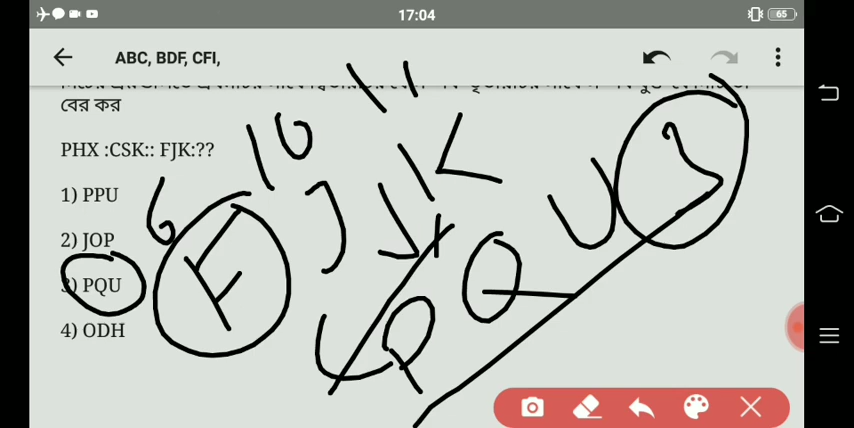 17:04
65
ABC, BDF, CFI,
বের কর
PHX :CSK:: FJK:??
1) PPU
2) JOP
3) PQU
4) ODH
10 11
6
F J K
P Q U